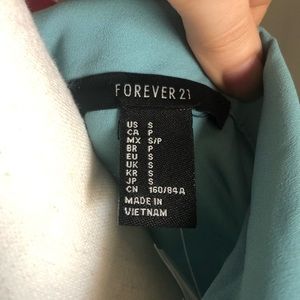 FOREVER 21
US S
CA P
MX S/P
BR P
EU S
UK S
KR S
JP S
CN 160/84A
MADE IN
VIETNAM